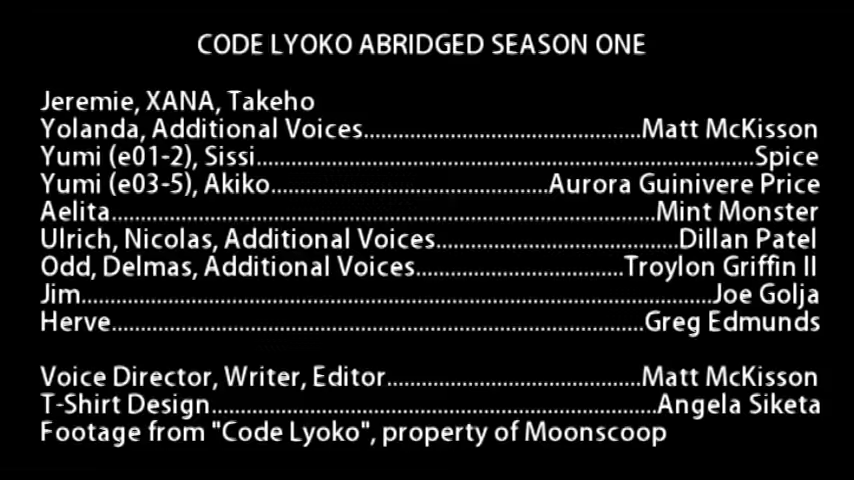 CODE LYOKO ABRIDGED SEASON ONE
Jeremie, XANA, Takeho
Yolanda, Additional Voices..................................................Matt McKisson
Yumi (e01-2), Sissi..........................................................................................Spice
Yumi (e03-5), Akiko..................................................Aurora Guinivere Price
Aelita..................................................................................................Mint Monster
Ulrich, Nicolas, Additional Voices.......................................Dillan Patel
Odd, Delmas, Additional Voices.....................................Troylon Griffin II
Jim.......................................................................................................................Joe Golja
Herve..................................................................................................Greg Edmunds
Voice Director, Writer, Editor..............................................Matt McKisson
T-Shirt Design................................................................................Angela Siketa
Footage from "Code Lyoko", property of Moonscoop